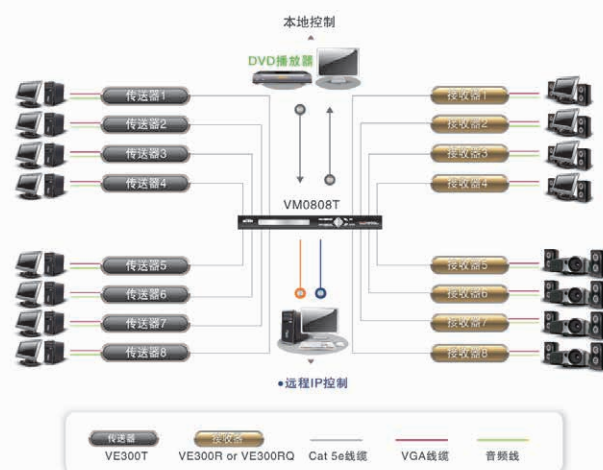 本地控制
DVD播放器
传送器1
传送器2
传送器3
传送器4
接收器1
接收器2
接收器3
接收器4
VM0808T
传送器5
传送器6
传送器7
传送器8
接收器5
接收器6
接收器7
接收器8
•远程IP控制
传送器
接收器
VE300T
VE300R or VE300RQ
Cat 5e线缆
VGA线缆
音频线